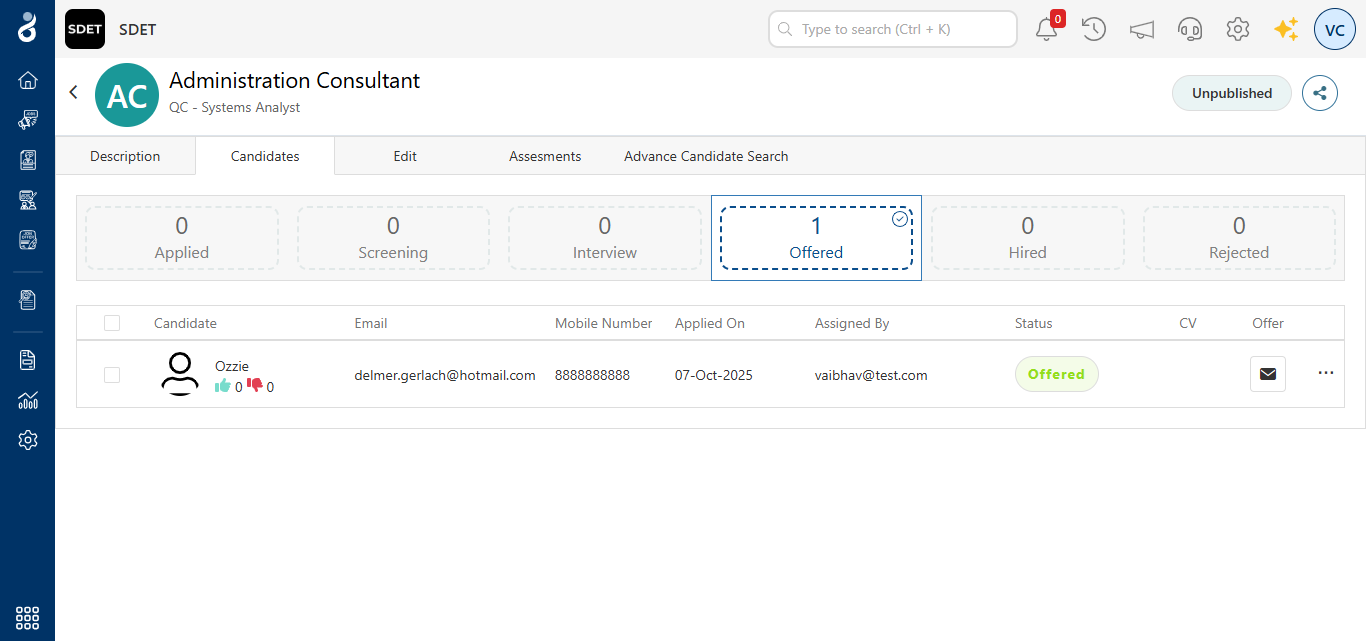 SDET
SDET
Type to search (Ctrl + K)
0
VC
AC
Administration Consultant
QC - Systems Analyst
Unpublished
Description
Candidates
Edit
Assesments
Advance Candidate Search
0
Applied
0
Screening
0
Interview
1
Offered
0
Hired
0
Rejected
Candidate Email Mobile Number Applied On Assigned By Status CV Offer
Ozzie
0 0
delmer.gerlach@hotmail.com 8888888888 07-Oct-2025 vaibhav@test.com Offered ...